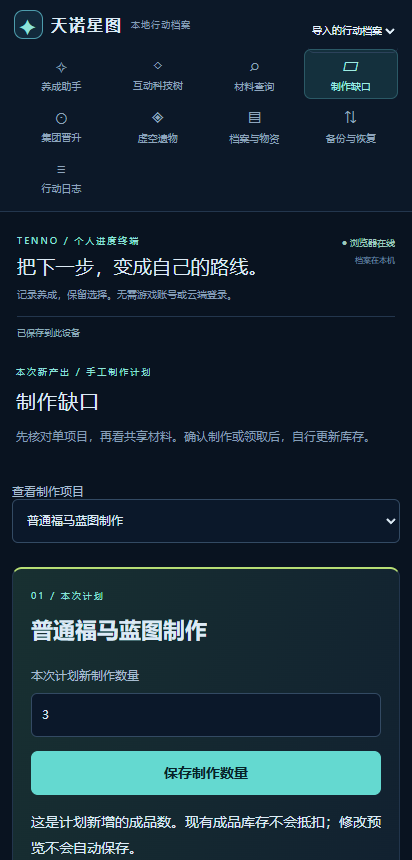 天诺星图 本地行动档案 导入的行动档案
养成助手 互动科技树 材料查询 制作缺口
集团晋升 虚空遗物 档案与物资 备份与恢复
行动日志
TENNO / 个人进度终端 浏览器在线
把下一步，变成自己的路线。 档案在本机
记录养成，保留选择。无需游戏账号或云端登录。
已保存到此设备
本次新产出 / 手工制作计划
制作缺口
先核对单项目，再看共享材料。确认制作或领取后，自行更新库存。
查看制作项目
普通福马蓝图制作
01 / 本次计划
普通福马蓝图制作
本次计划新制作数量
3
保存制作数量
这是计划新增的成品数。现有成品库存不会抵扣；修改预
览不会自动保存。